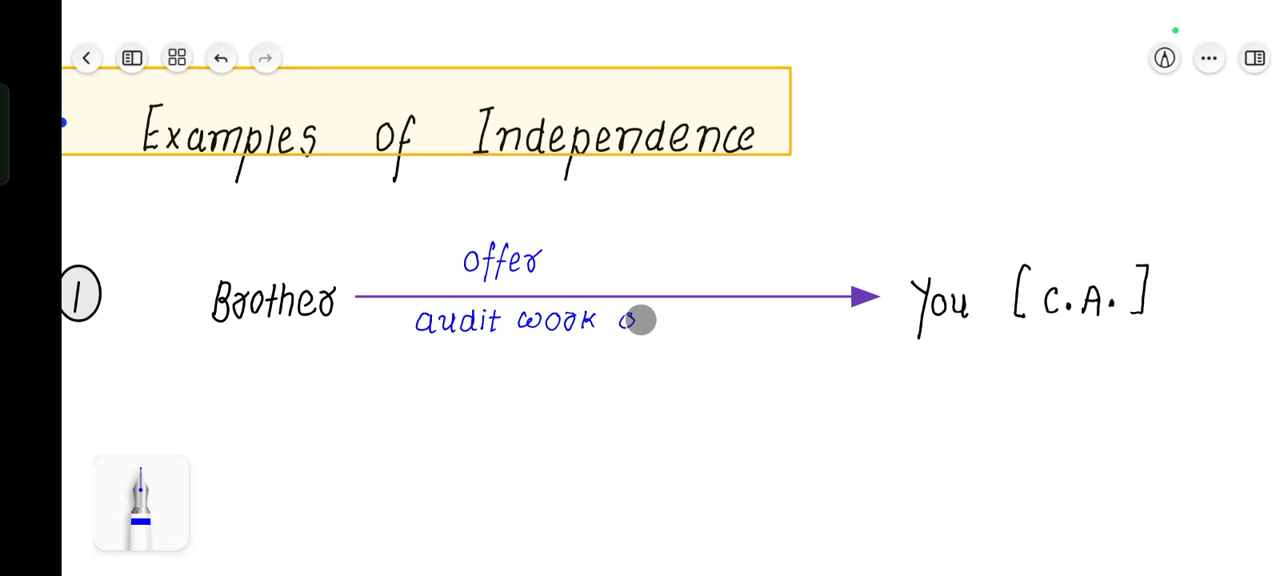 Examples of Independence
1 Brother offer You [C.A.]
audit work